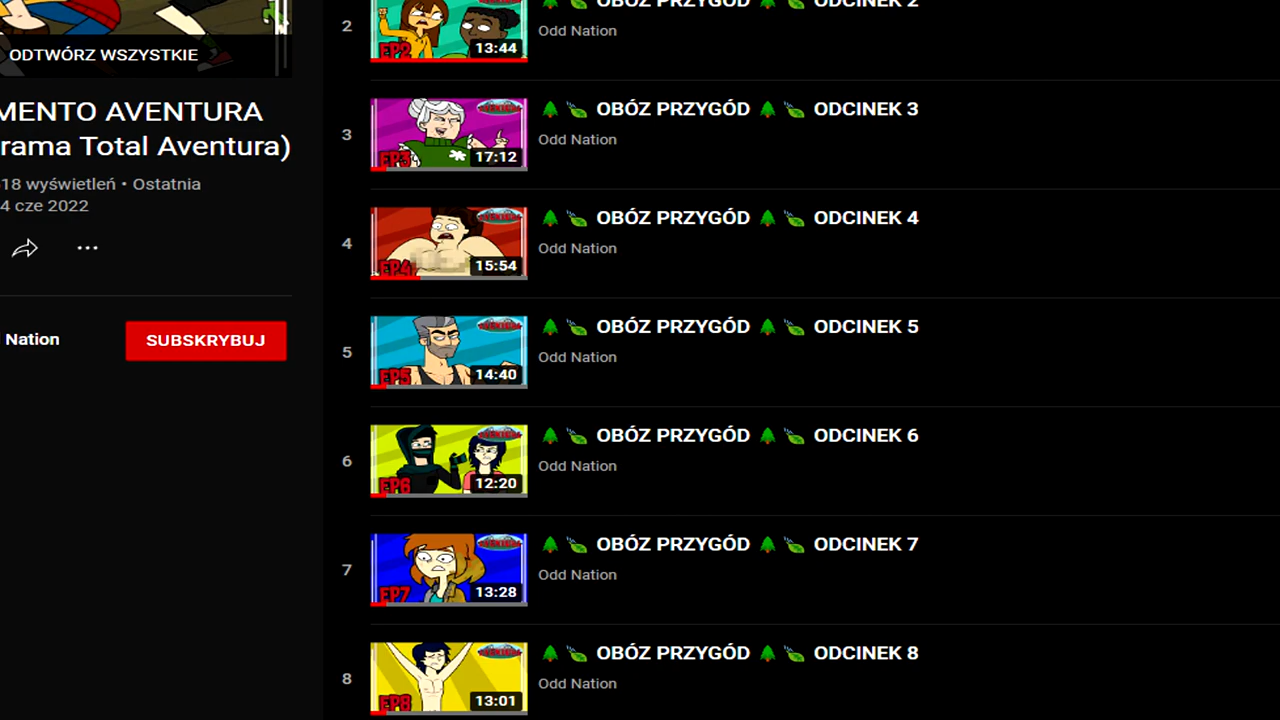 ODTWÓRZ WSZYSTKIE
MENTO AVENTURA
rama Total Aventura)
18 wyświetleń • Ostatnia
4 cze 2022
Nation
SUBSKRYBUJ
2
EP2
13:44
OBÓZ PRZYGÓD ODCINEK 2
Odd Nation
3
EP3
17:12
OBÓZ PRZYGÓD ODCINEK 3
Odd Nation
4
EP4
15:54
OBÓZ PRZYGÓD ODCINEK 4
Odd Nation
5
EP5
14:40
OBÓZ PRZYGÓD ODCINEK 5
Odd Nation
6
EP6
12:20
OBÓZ PRZYGÓD ODCINEK 6
Odd Nation
7
EP7
13:28
OBÓZ PRZYGÓD ODCINEK 7
Odd Nation
8
EP8
13:01
OBÓZ PRZYGÓD ODCINEK 8
Odd Nation